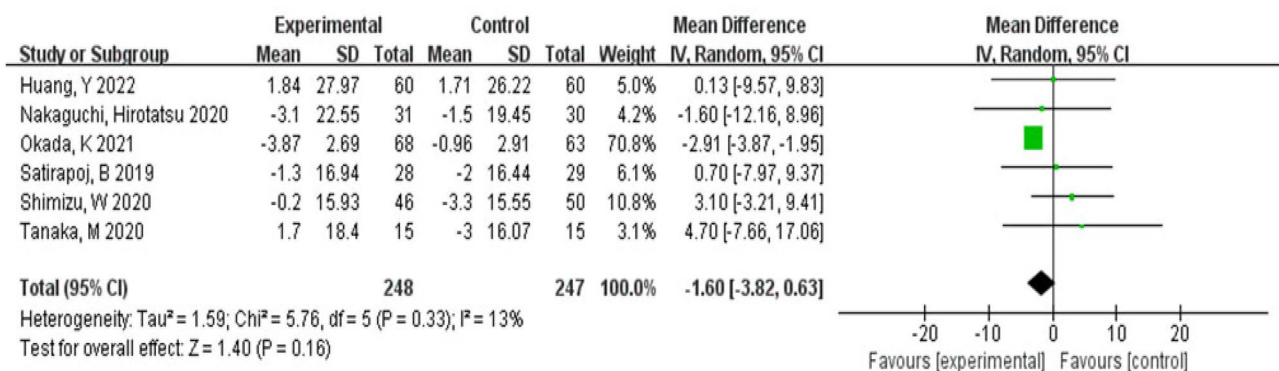 Experimental Control Mean Difference Mean Difference
Study or Subgroup Mean SD Total Mean SD Total Weight IV, Random, 95% CI IV, Random, 95% CI
Huang, Y 2022 1.84 27.97 60 1.71 26.22 60 5.0% 0.13 [-9.57, 9.83]
Nakaguchi, Hirotatsu 2020 -3.1 22.55 31 -1.5 19.45 30 4.2% -1.60 [-12.16, 8.96]
Okada, K 2021 -3.87 2.69 68 -0.96 2.91 63 70.8% -2.91 [-3.87, -1.95]
Satirapoj, B 2019 -1.3 16.94 28 -2 16.44 29 6.1% 0.70 [-7.97, 9.37]
Shimizu, W 2020 -0.2 15.93 46 -3.3 15.55 50 10.8% 3.10 [-3.21, 9.41]
Tanaka, M 2020 1.7 18.4 15 -3 16.07 15 3.1% 4.70 [-7.66, 17.06]
Total (95% CI) 248 247 100.0% -1.60 [-3.82, 0.63]
Heterogeneity: Tau² = 1.59; Chi² = 5.76, df = 5 (P = 0.33); I² = 13%
Test for overall effect: Z = 1.40 (P = 0.16)
-20 -10 0 10 20
Favours [experimental] Favours [control]